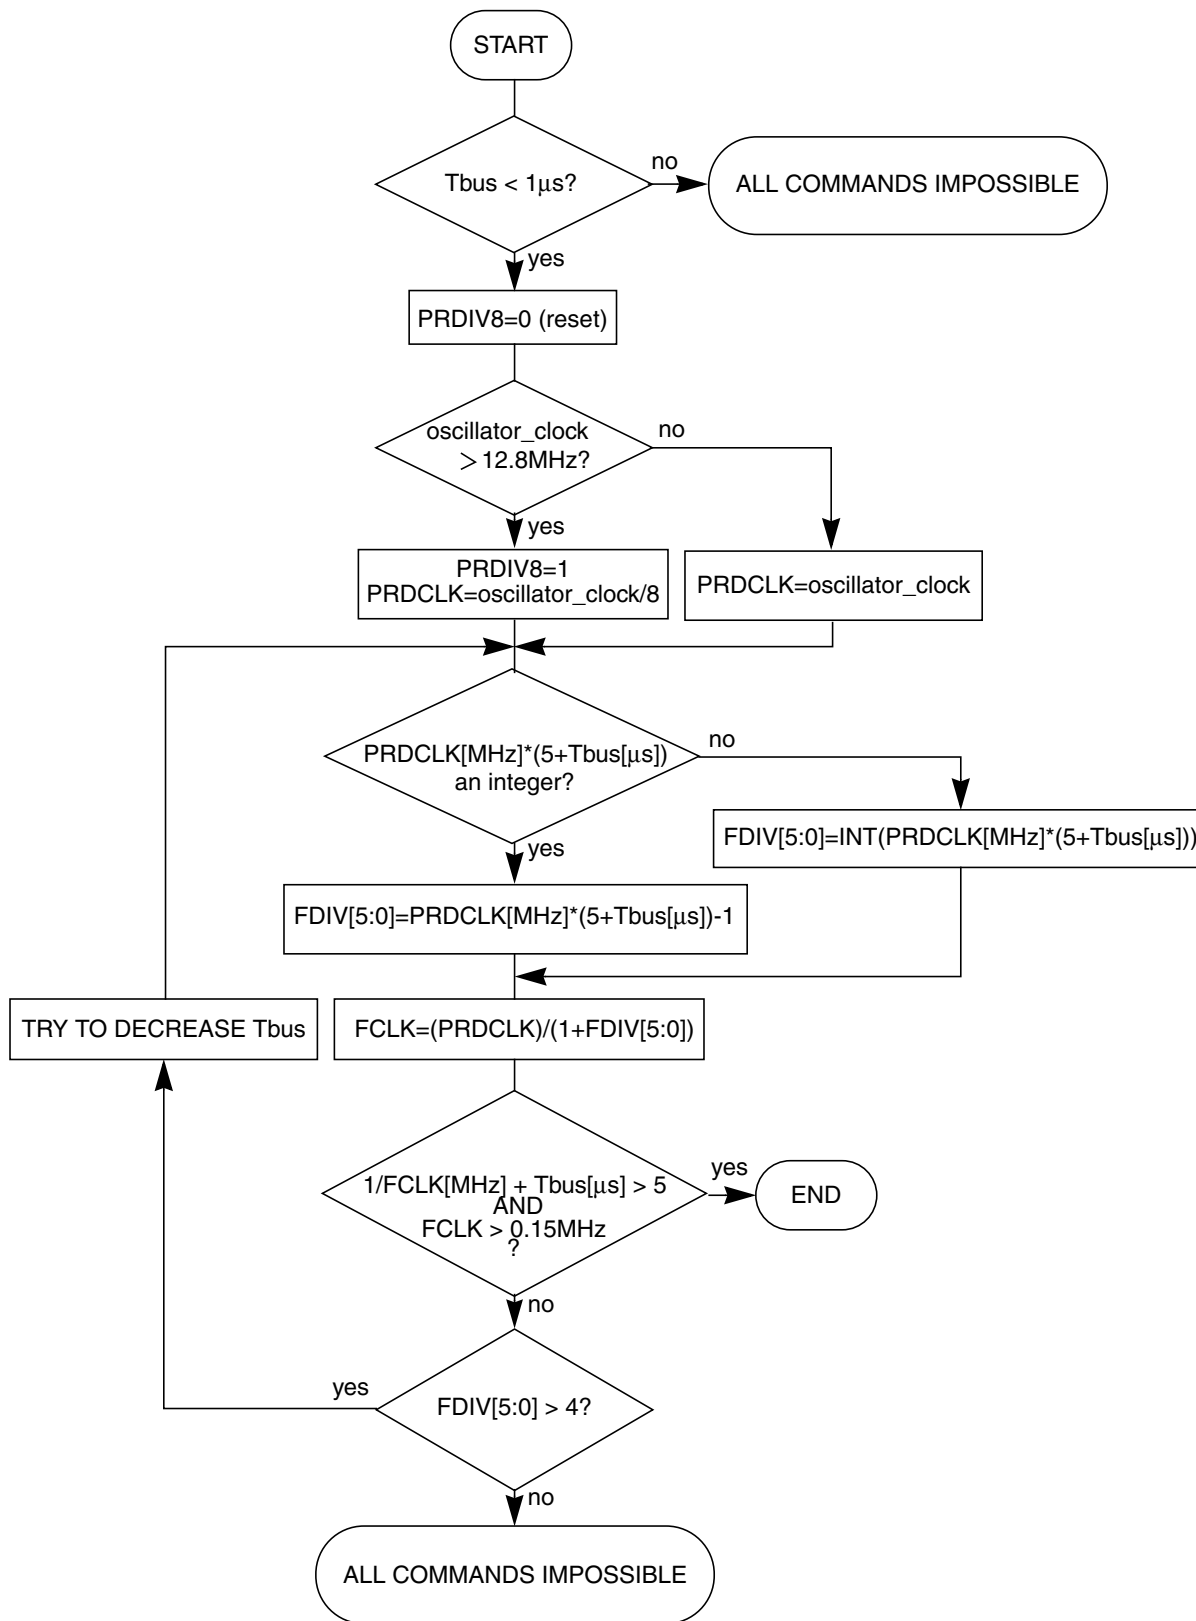 START
Tbus < 1μs?
no
ALL COMMANDS IMPOSSIBLE
yes
PRDIV8=0 (reset)
oscillator_clock
> 12.8MHz?
no
yes
PRDIV8=1
PRDCLK=oscillator_clock/8
PRDCLK=oscillator_clock
PRDCLK[MHz]*(5+Tbus[μs])
an integer?
no
yes
FDIV[5:0]=INT(PRDCLK[MHz]*(5+Tbus[μs]))
FDIV[5:0]=PRDCLK[MHz]*(5+Tbus[μs])-1
TRY TO DECREASE Tbus
FCLK=(PRDCLK)/(1+FDIV[5:0])
1/FCLK[MHz] + Tbus[μs] > 5
AND
FCLK > 0.15MHz
?
yes
END
no
yes
FDIV[5:0] > 4?
no
ALL COMMANDS IMPOSSIBLE